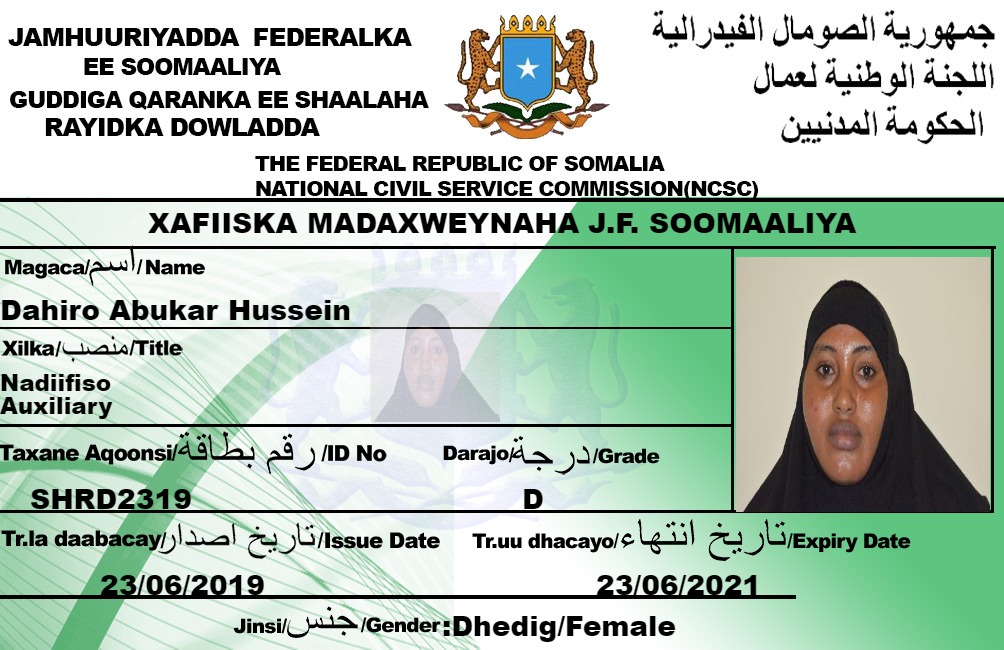 JAMHUURIYADDA FEDERALKA
EE SOOMAALIYA
GUDDIGA QARANKA EE SHAALAHA
RAYIDKA DOWLADDA
جمهورية الصومال الفيدرالية
اللجنة الوطنية لعمال
الحكومة المدنيين
THE FEDERAL REPUBLIC OF SOMALIA
NATIONAL CIVIL SERVICE COMMISSION(NCSC)
XAFIISKA MADAXWEYNAHA J.F. SOOMAALIYA
Magaca/اسم/Name
Dahiro Abukar Hussein
Xilka/منصب/Title
Nadiifiso
Auxiliary
Taxane Aqoonsi/رقم بطاقة/ID No
Darajo/درجة/Grade
SHRD2319
D
Tr.la daabacay/تاريخ اصدار/Issue Date
Tr.uu dhacayo/تاريخ انتهاء/Expiry Date
23/06/2019
23/06/2021
Jinsi/جنس/Gender:Dhedig/Female